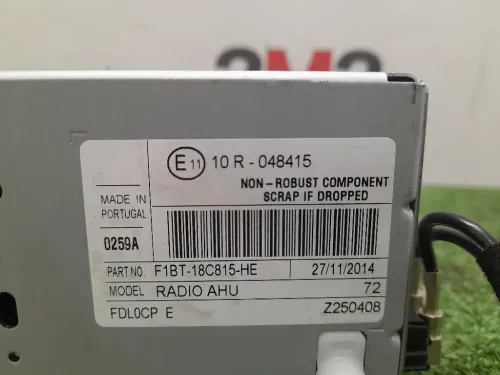 E 11 10 R - 048415
NON - ROBUST COMPONENT
SCRAP IF DROPPED
MADE IN
PORTUGAL
0259A
PART NO. F1BT-18C815-HE 27/11/2014
MODEL RADIO AHU 72
FDL0CP E Z250408